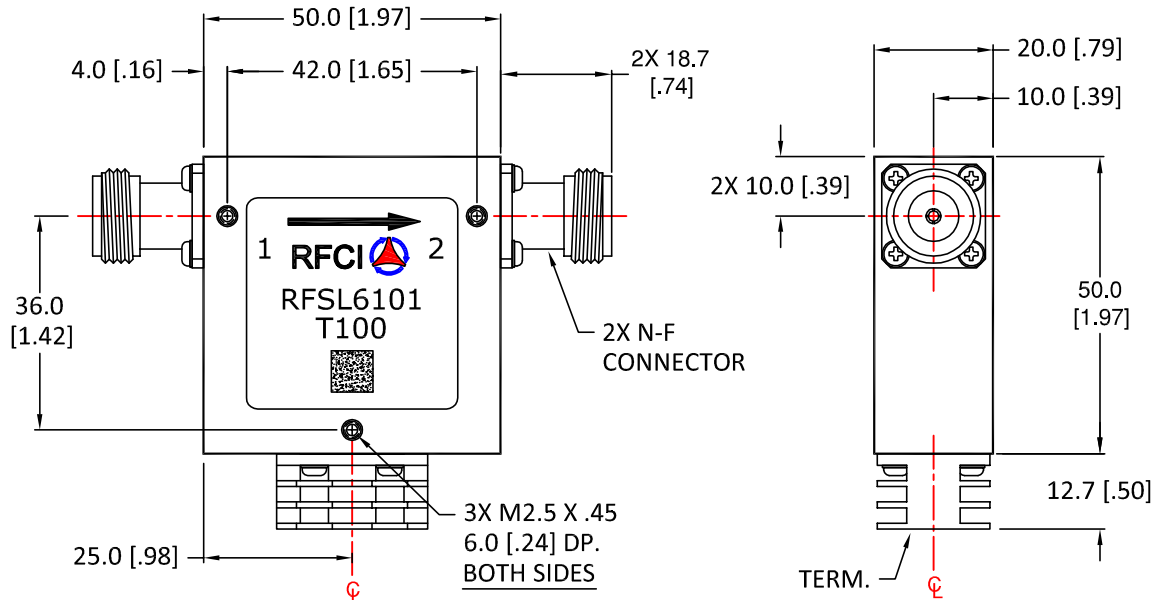 50.0 [1.97]
4.0 [.16]
42.0 [1.65]
2X 18.7
[.74]
20.0 [.79]
10.0 [.39]
2X 10.0 [.39]
1
2
RFCI
RFSL6101
T100
36.0
[1.42]
2X N-F
CONNECTOR
50.0
[1.97]
3X M2.5 X .45
6.0 [.24] DP.
BOTH SIDES
25.0 [.98]
12.7 [.50]
TERM.
℄
℄